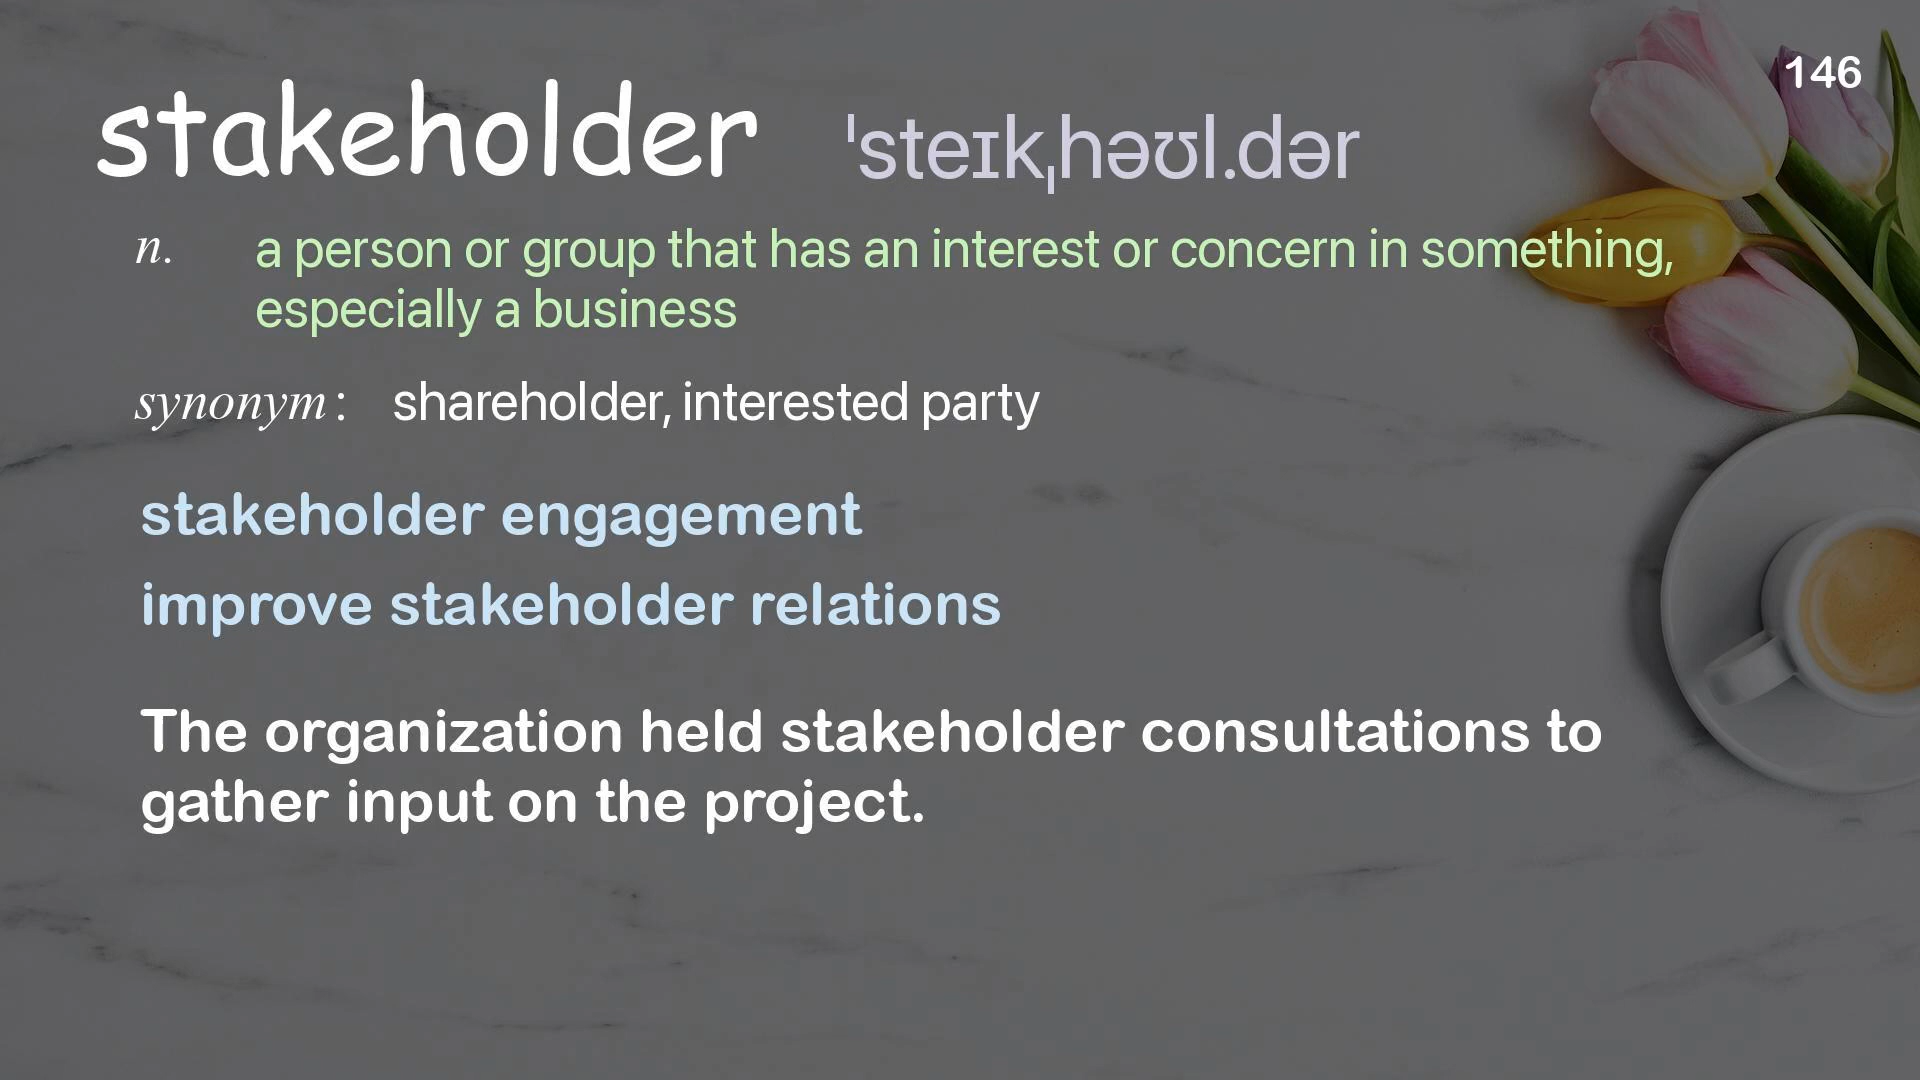 146
stakeholder ˈsteɪkˌhəʊl.dər
n. a person or group that has an interest or concern in something,
especially a business
synonym: shareholder, interested party
stakeholder engagement
improve stakeholder relations
The organization held stakeholder consultations to
gather input on the project.